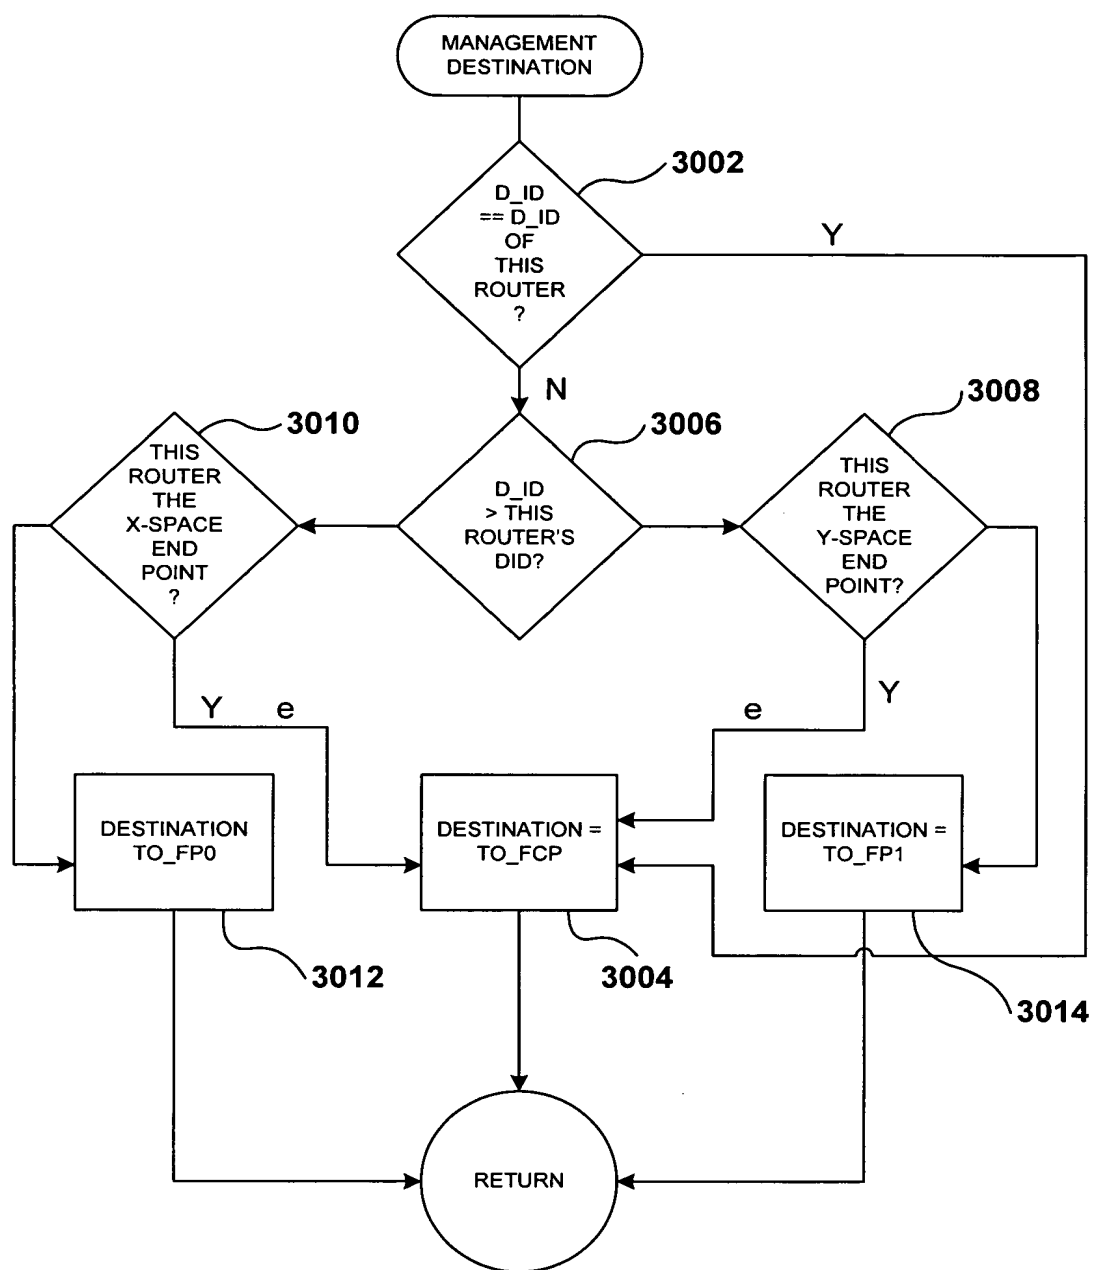 MANAGEMENT
DESTINATION
3002
D_ID
== D_ID
OF
THIS
ROUTER
?
Y
N
3010
THIS
ROUTER
THE
X-SPACE
END
POINT
?
3006
D_ID
> THIS
ROUTER'S
DID?
3008
THIS
ROUTER
THE
Y-SPACE
END
POINT?
Y
e
e
Y
DESTINATION
TO_FP0
DESTINATION =
TO_FCP
DESTINATION =
TO_FP1
3012
3004
3014
RETURN